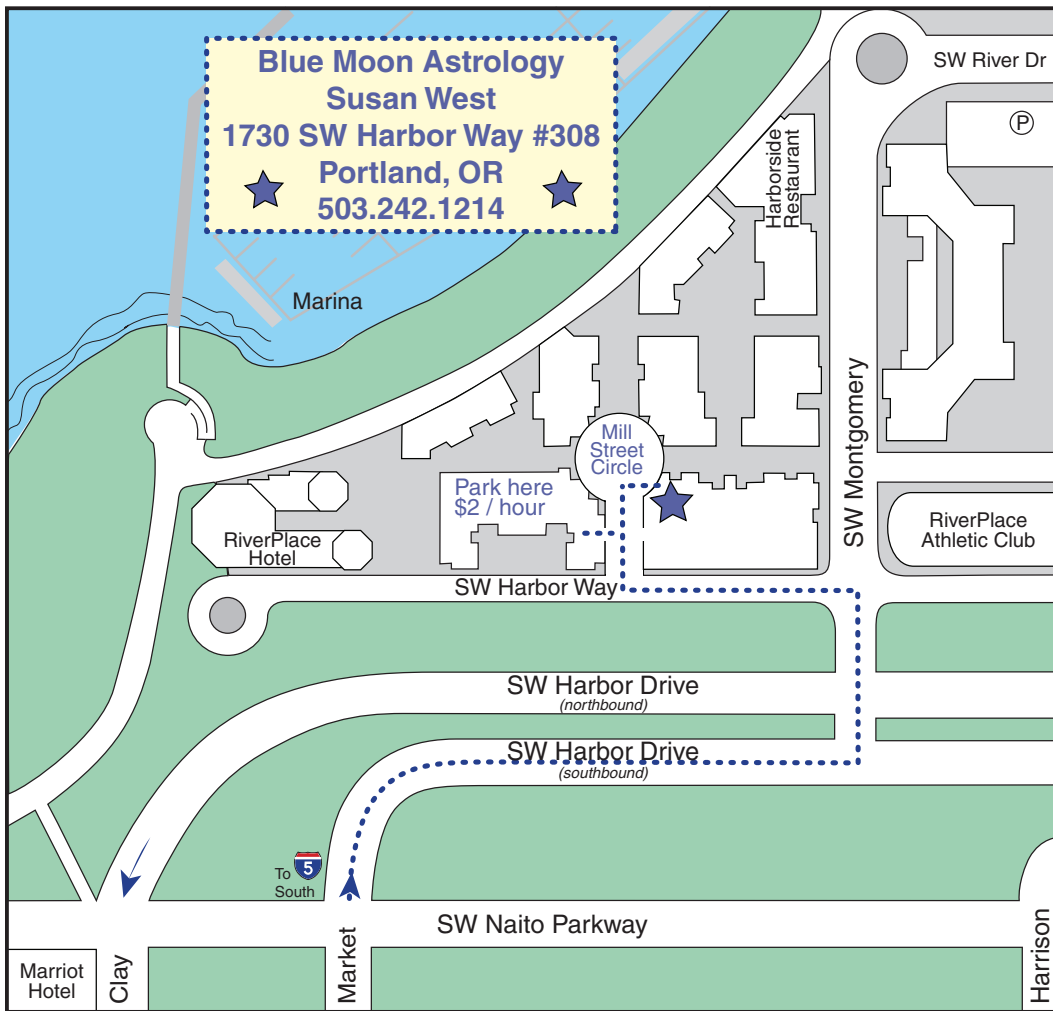 Blue Moon Astrology
Susan West
1730 SW Harbor Way #308
Portland, OR
503.242.1214
SW River Dr
P
Harborside
Restaurant
Marina
Mill
Street
Circle
SW Montgomery
Park here
$2 / hour
RiverPlace
Hotel
RiverPlace
Athletic Club
SW Harbor Way
SW Harbor Drive
(northbound)
SW Harbor Drive
(southbound)
To
5
South
SW Naito Parkway
Marriot
Hotel
Clay
Market
Harrison